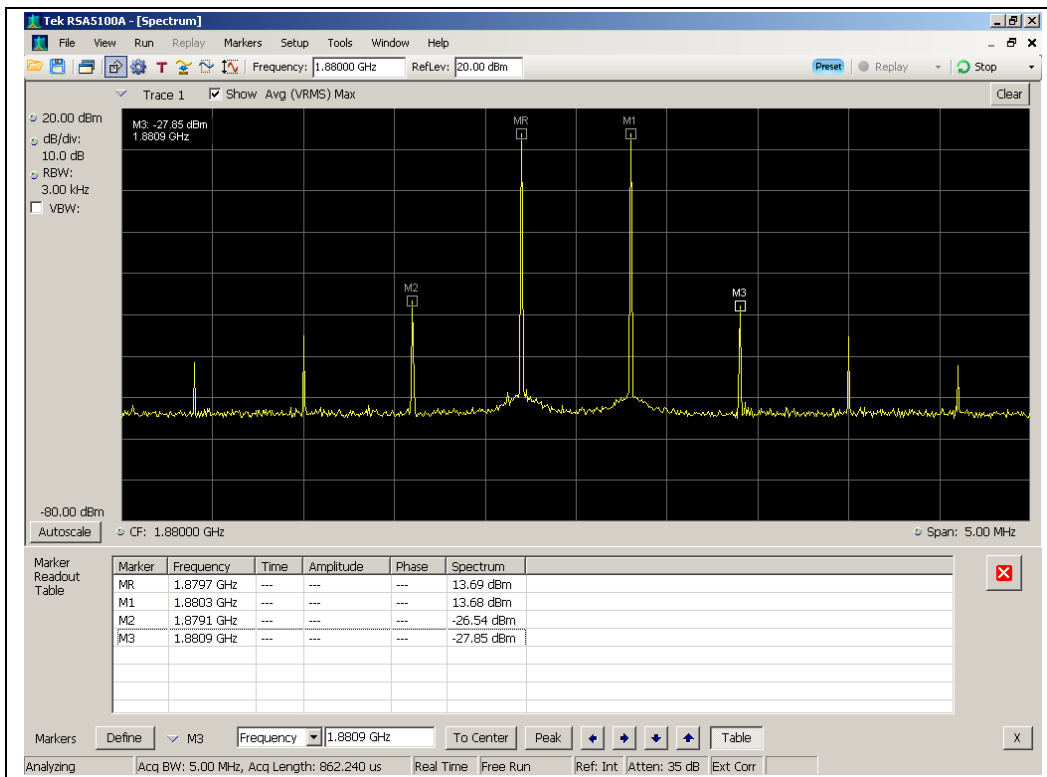 Tek RSA5100A - [Spectrum]
File View Run Replay Markers Setup Tools Window Help
Frequency: 1.88000 GHz RefLev: 20.00 dBm Preset Replay Stop
Trace 1 Show Avg (VRMS) Max Clear
20.00 dBm
dB/div:
10.0 dB
RBW:
3.00 kHz
VBW:
M3: -27.85 dBm
1.8809 GHz
MR M1
M2 M3
-80.00 dBm
Autoscale CF: 1.88000 GHz Span: 5.00 MHz
Marker
Readout
Table
Marker Frequency Time Amplitude Phase Spectrum
MR 1.8797 GHz --- --- --- 13.69 dBm
M1 1.8803 GHz --- --- --- 13.68 dBm
M2 1.8791 GHz --- --- --- -26.54 dBm
M3 1.8809 GHz --- --- --- -27.85 dBm
Markers Define M3 Frequency 1.8809 GHz To Center Peak Table X
Analyzing Acq BW: 5.00 MHz, Acq Length: 862.240 us Real Time Free Run Ref: Int Atten: 35 dB Ext Corr